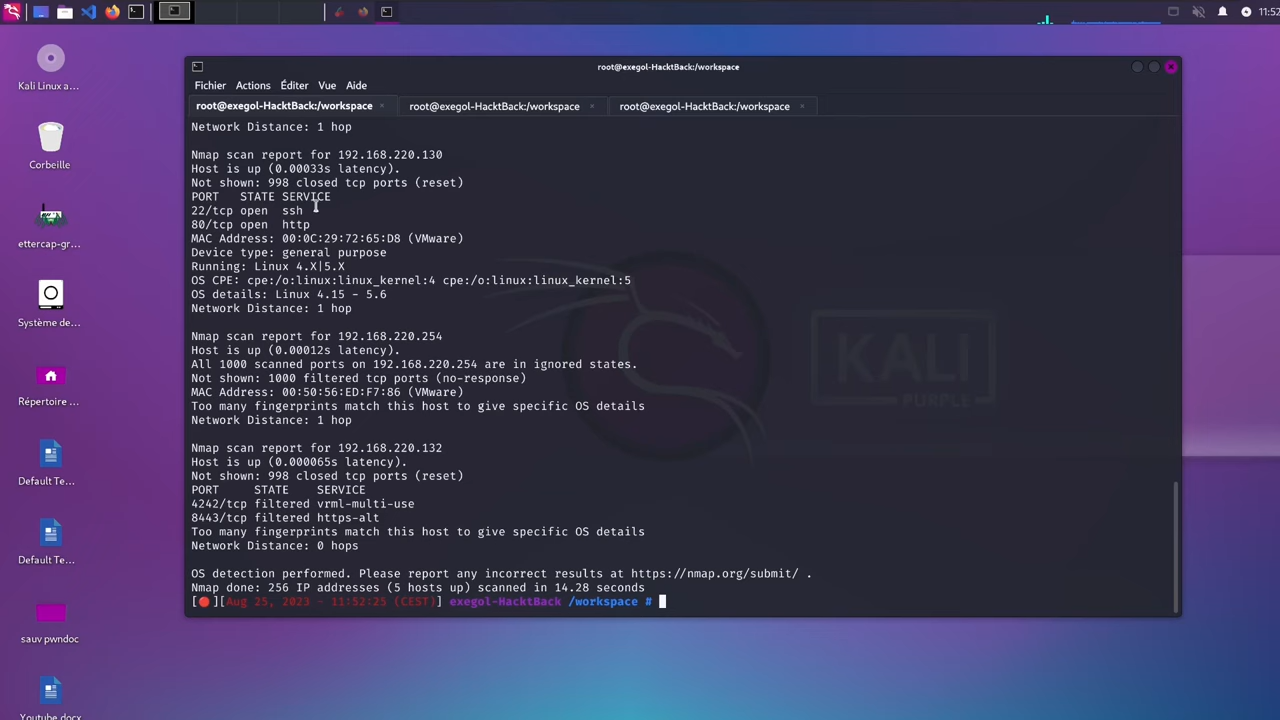 11:52
root@exegol-HacktBack:/workspace
Fichier Actions Éditer Vue Aide
root@exegol-HacktBack:/workspace × root@exegol-HacktBack:/workspace × root@exegol-HacktBack:/workspace ×
Network Distance: 1 hop
Nmap scan report for 192.168.220.130
Host is up (0.00033s latency).
Not shown: 998 closed tcp ports (reset)
PORT STATE SERVICE
22/tcp open ssh
80/tcp open http
MAC Address: 00:0C:29:72:65:D8 (VMware)
Device type: general purpose
Running: Linux 4.X|5.X
OS CPE: cpe:/o:linux:linux_kernel:4 cpe:/o:linux:linux_kernel:5
OS details: Linux 4.15 - 5.6
Network Distance: 1 hop
Nmap scan report for 192.168.220.254
Host is up (0.00012s latency).
All 1000 scanned ports on 192.168.220.254 are in ignored states.
Not shown: 1000 filtered tcp ports (no-response)
MAC Address: 00:50:56:ED:F7:86 (VMware)
Too many fingerprints match this host to give specific OS details
Network Distance: 1 hop
Nmap scan report for 192.168.220.132
Host is up (0.000065s latency).
Not shown: 998 closed tcp ports (reset)
PORT STATE SERVICE
4242/tcp filtered vrml-multi-use
8443/tcp filtered https-alt
Too many fingerprints match this host to give specific OS details
Network Distance: 0 hops
OS detection performed. Please report any incorrect results at https://nmap.org/submit/ .
Nmap done: 256 IP addresses (5 hosts up) scanned in 14.28 seconds
[🔴][Aug 25, 2023 - 11:52:25 (CEST)] exegol-HacktBack /workspace #
KALI
PURPLE
Kali Linux a...
Corbeille
ettercap-gr...
Système de...
Répertoire ...
Default Te...
Default Te...
sauv pwndoc
Youtube.docx